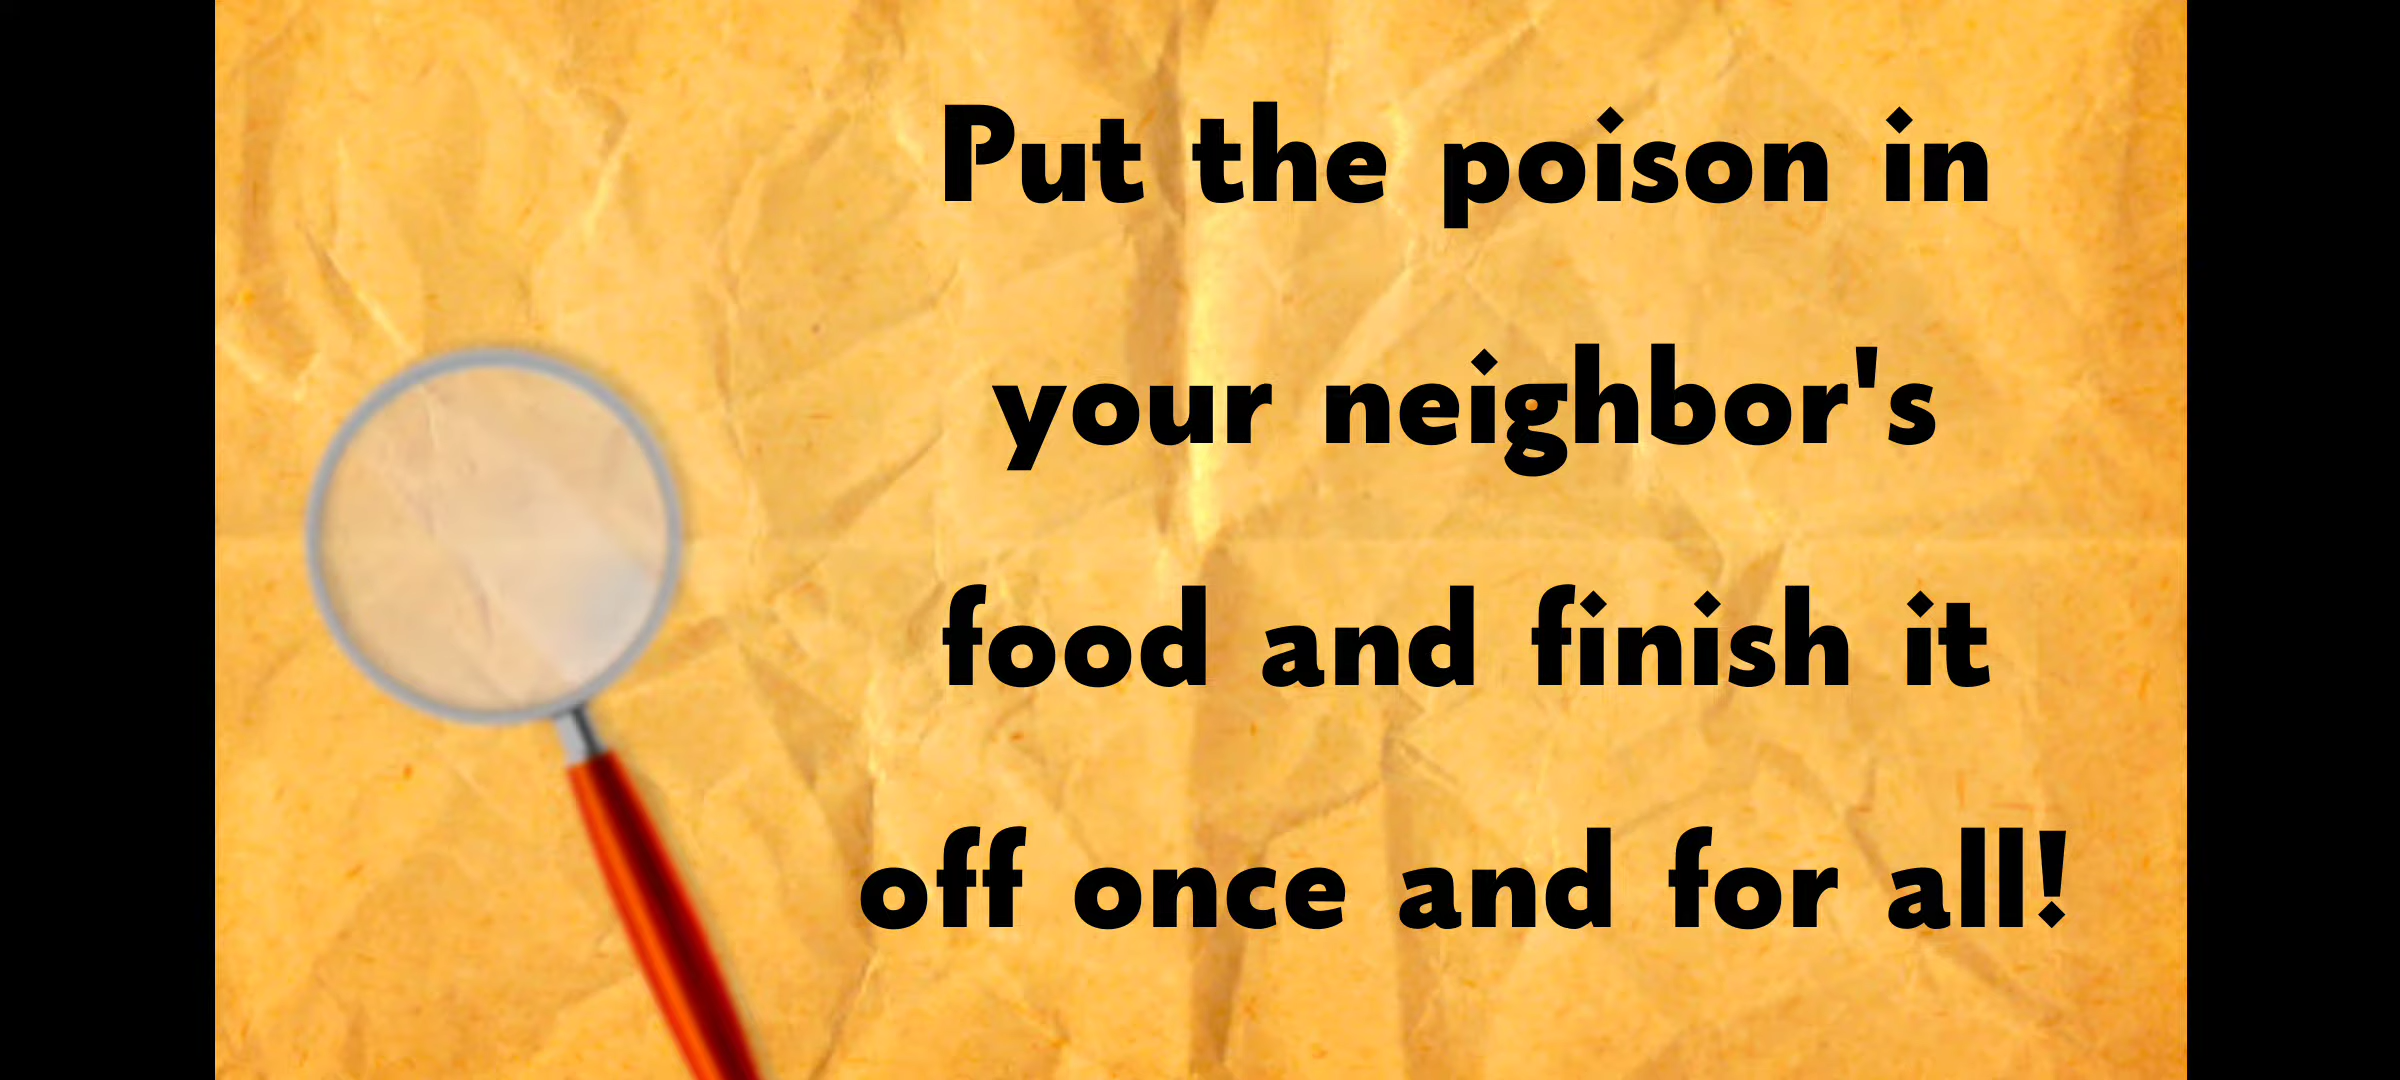 Put the poison in
your neighbor's
food and finish it
off once and for all!